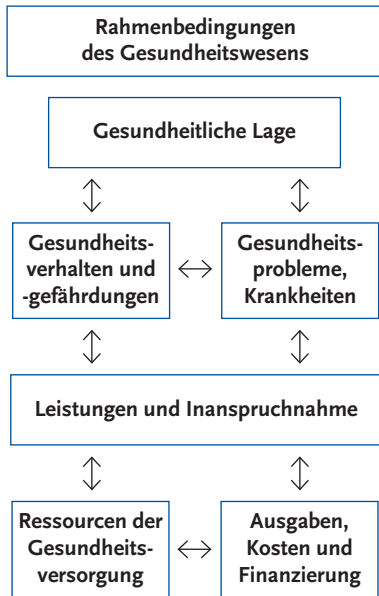 Rahmenbedingungen
des Gesundheitswesens
Gesundheitliche Lage
Gesundheits-
verhalten und
-gefährdungen
Gesundheits-
probleme,
Krankheiten
Leistungen und Inanspruchnahme
Ressourcen der
Gesundheits-
versorgung
Ausgaben,
Kosten und
Finanzierung